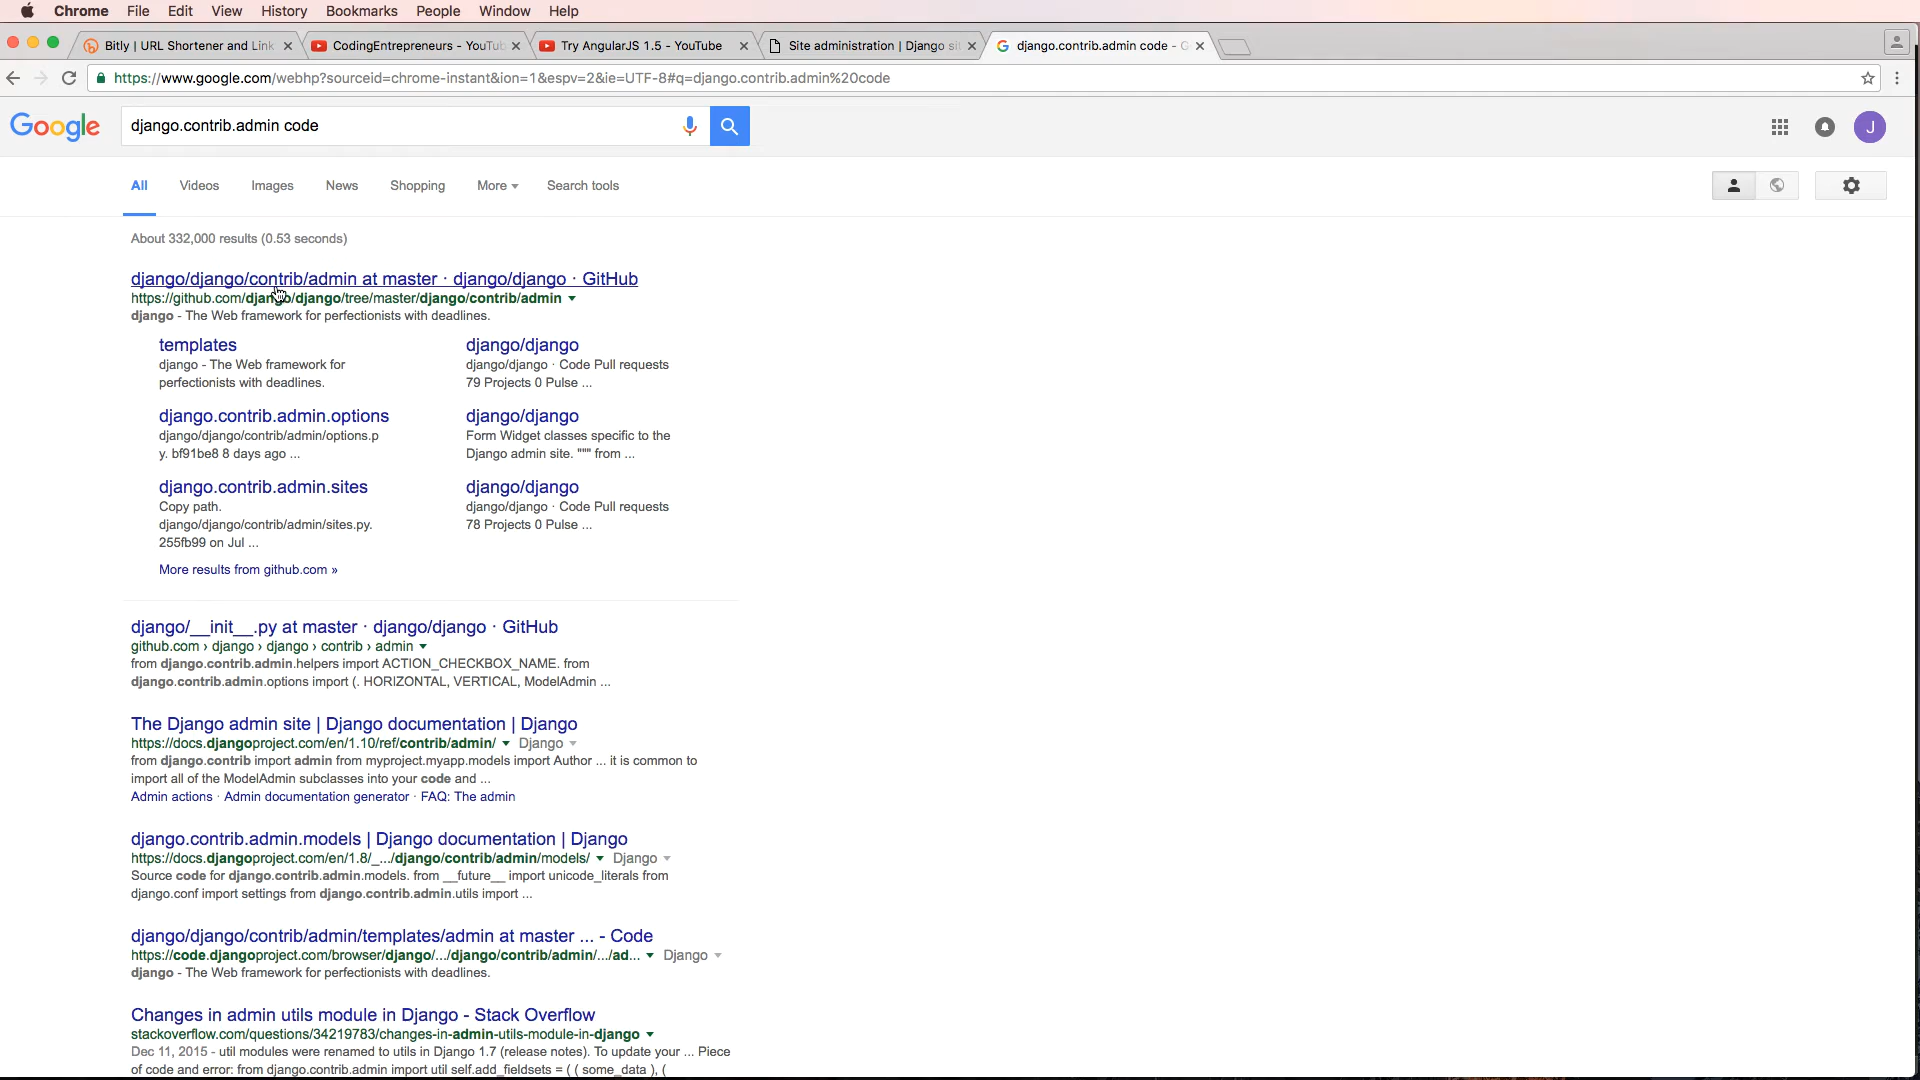 Chrome File Edit View History Bookmarks People Window Help
Bitly | URL Shortener and Link
CodingEntrepreneurs - YouTub
Try AngularJS 1.5 - YouTube
Site administration | Django sit
django.contrib.admin code - G
https://www.google.com/webhp?sourceid=chrome-instant&ion=1&espv=2&ie=UTF-8#q=django.contrib.admin%20code
Google
django.contrib.admin code
J
All Videos Images News Shopping More Search tools
About 332,000 results (0.53 seconds)
django/django/contrib/admin at master · django/django · GitHub
https://github.com/django/django/tree/master/django/contrib/admin
django - The Web framework for perfectionists with deadlines.
templates
django - The Web framework for
perfectionists with deadlines.
django/django
django/django · Code Pull requests
79 Projects 0 Pulse ...
django.contrib.admin.options
django/django/contrib/admin/options.p
y. bf91be8 8 days ago ...
django/django
Form Widget classes specific to the
Django admin site. """ from ...
django.contrib.admin.sites
Copy path.
django/django/contrib/admin/sites.py.
255fb99 on Jul ...
django/django
django/django · Code Pull requests
78 Projects 0 Pulse ...
More results from github.com »
django/__init__.py at master · django/django · GitHub
github.com › django › django › contrib › admin
from django.contrib.admin.helpers import ACTION_CHECKBOX_NAME. from
django.contrib.admin.options import (. HORIZONTAL, VERTICAL, ModelAdmin ...
The Django admin site | Django documentation | Django
https://docs.djangoproject.com/en/1.10/ref/contrib/admin/ Django
from django.contrib import admin from myproject.myapp.models import Author ... it is common to
import all of the ModelAdmin subclasses into your code and ...
Admin actions · Admin documentation generator · FAQ: The admin
django.contrib.admin.models | Django documentation | Django
https://docs.djangoproject.com/en/1.8/_.../django/contrib/admin/models/ Django
Source code for django.contrib.admin.models. from __future__ import unicode_literals from
django.conf import settings from django.contrib.admin.utils import ...
django/django/contrib/admin/templates/admin at master ... - Code
https://code.djangoproject.com/browser/django/.../django/contrib/admin/.../ad... Django
django - The Web framework for perfectionists with deadlines.
Changes in admin utils module in Django - Stack Overflow
stackoverflow.com/questions/34219783/changes-in-admin-utils-module-in-django
Dec 11, 2015 - util modules were renamed to utils in Django 1.7 (release notes). To update your ... Piece
of code and error: from django.contrib.admin import util self.add_fieldsets = ( ( some_data ), (